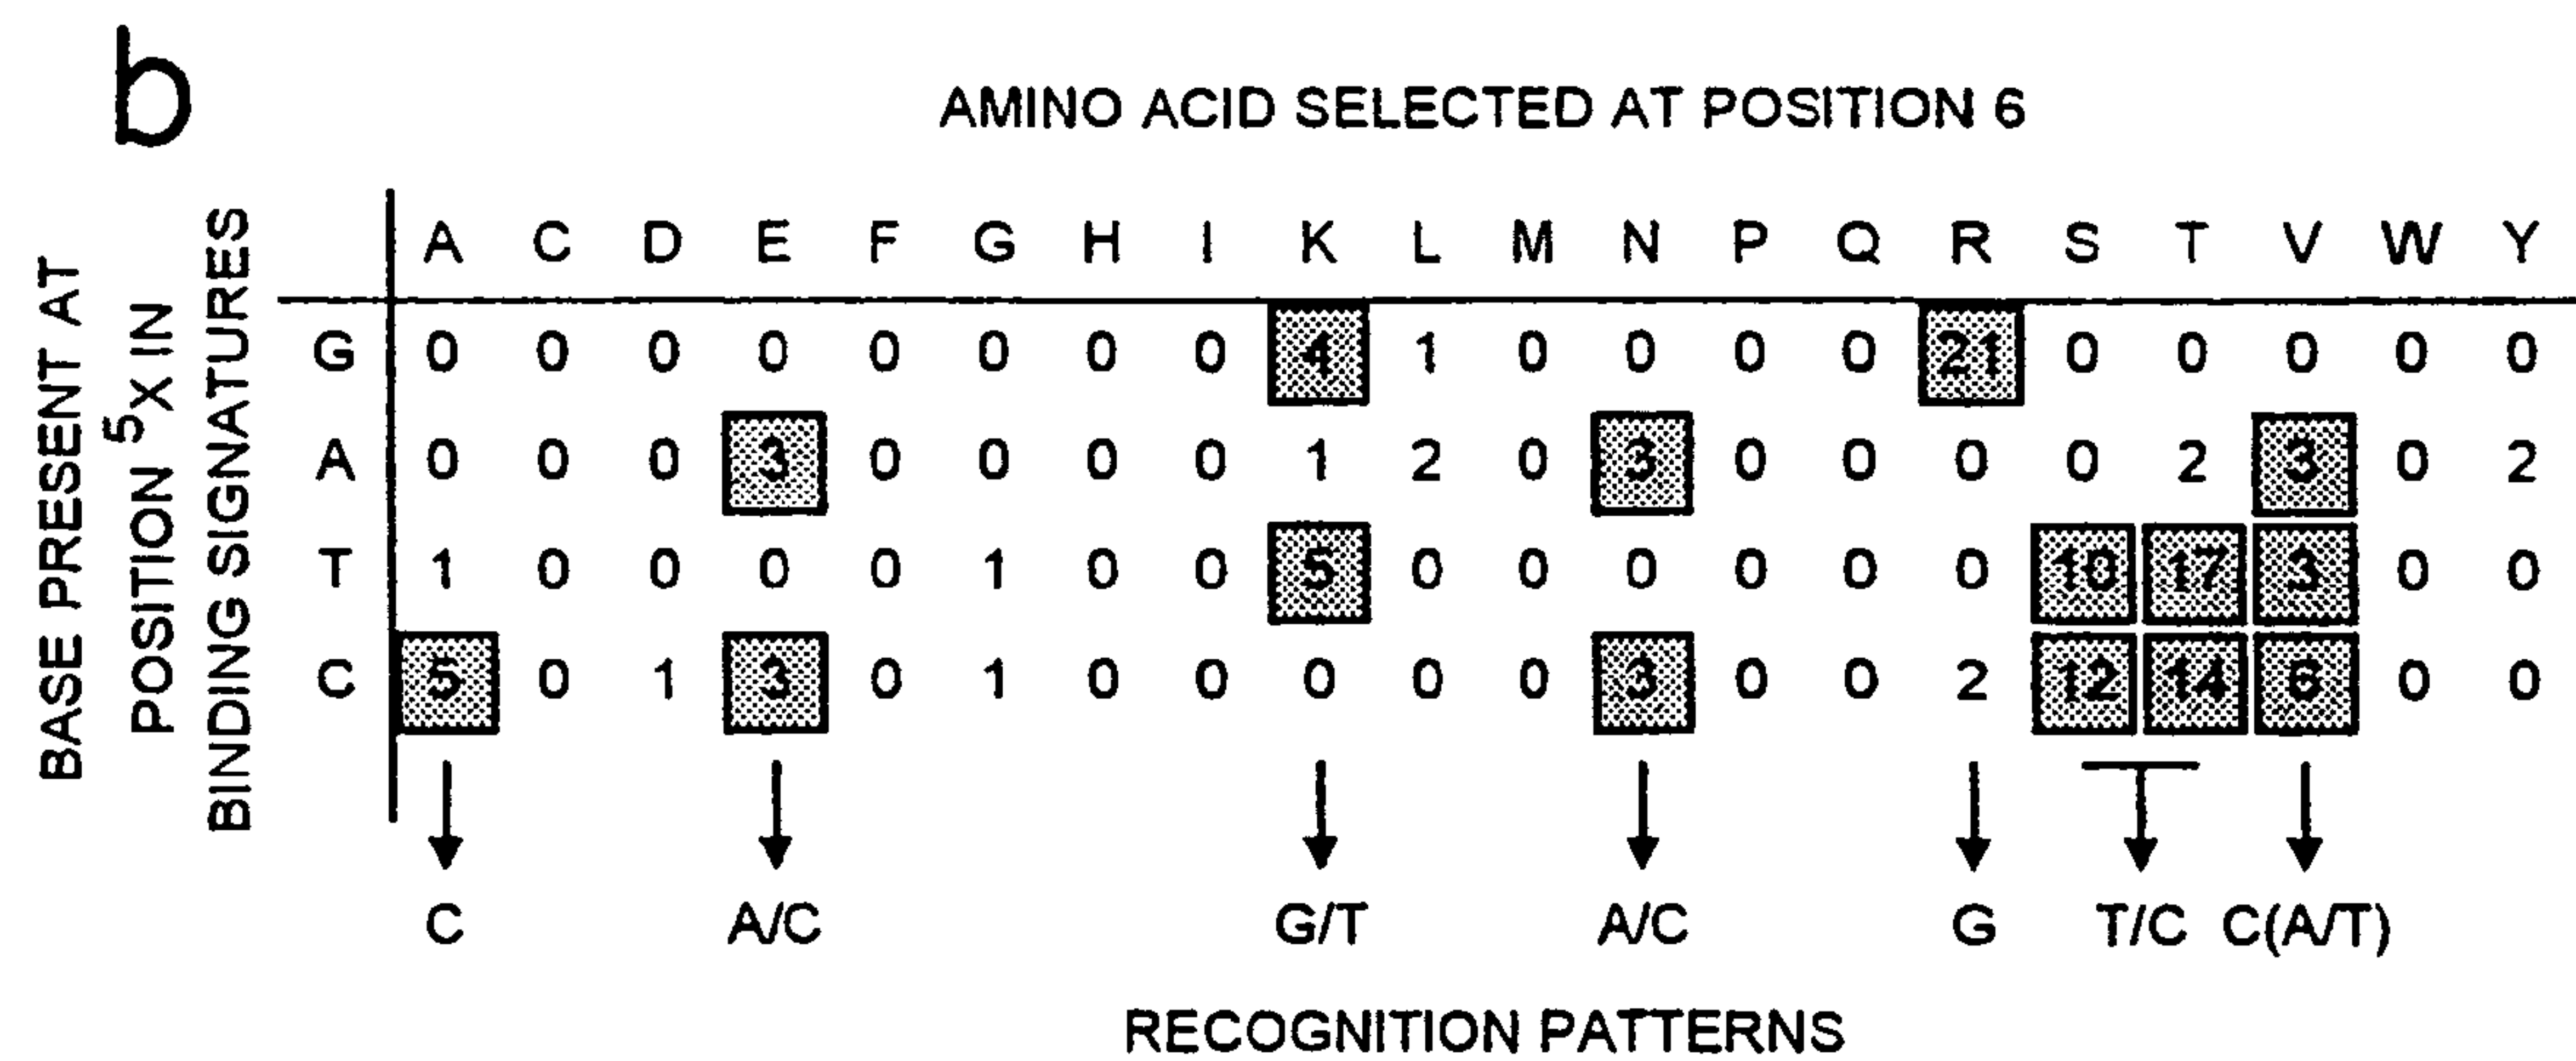 b
AMINO ACID SELECTED AT POSITION 6
BASE PRESENT AT
POSITION ⁵X IN
BINDING SIGNATURES
A C D E F G H I K L M N P Q R S T V W Y
G 0 0 0 0 0 0 0 0 4 1 0 0 0 0 21 0 0 0 0 0
A 0 0 0 3 0 0 0 0 1 2 0 3 0 0 0 0 2 3 0 2
T 1 0 0 0 0 1 0 0 5 0 0 0 0 0 0 10 17 3 0 0
C 5 0 1 3 0 1 0 0 0 0 0 3 0 0 2 12 14 6 0 0
C A/C G/T A/C G T/C C(A/T)
RECOGNITION PATTERNS